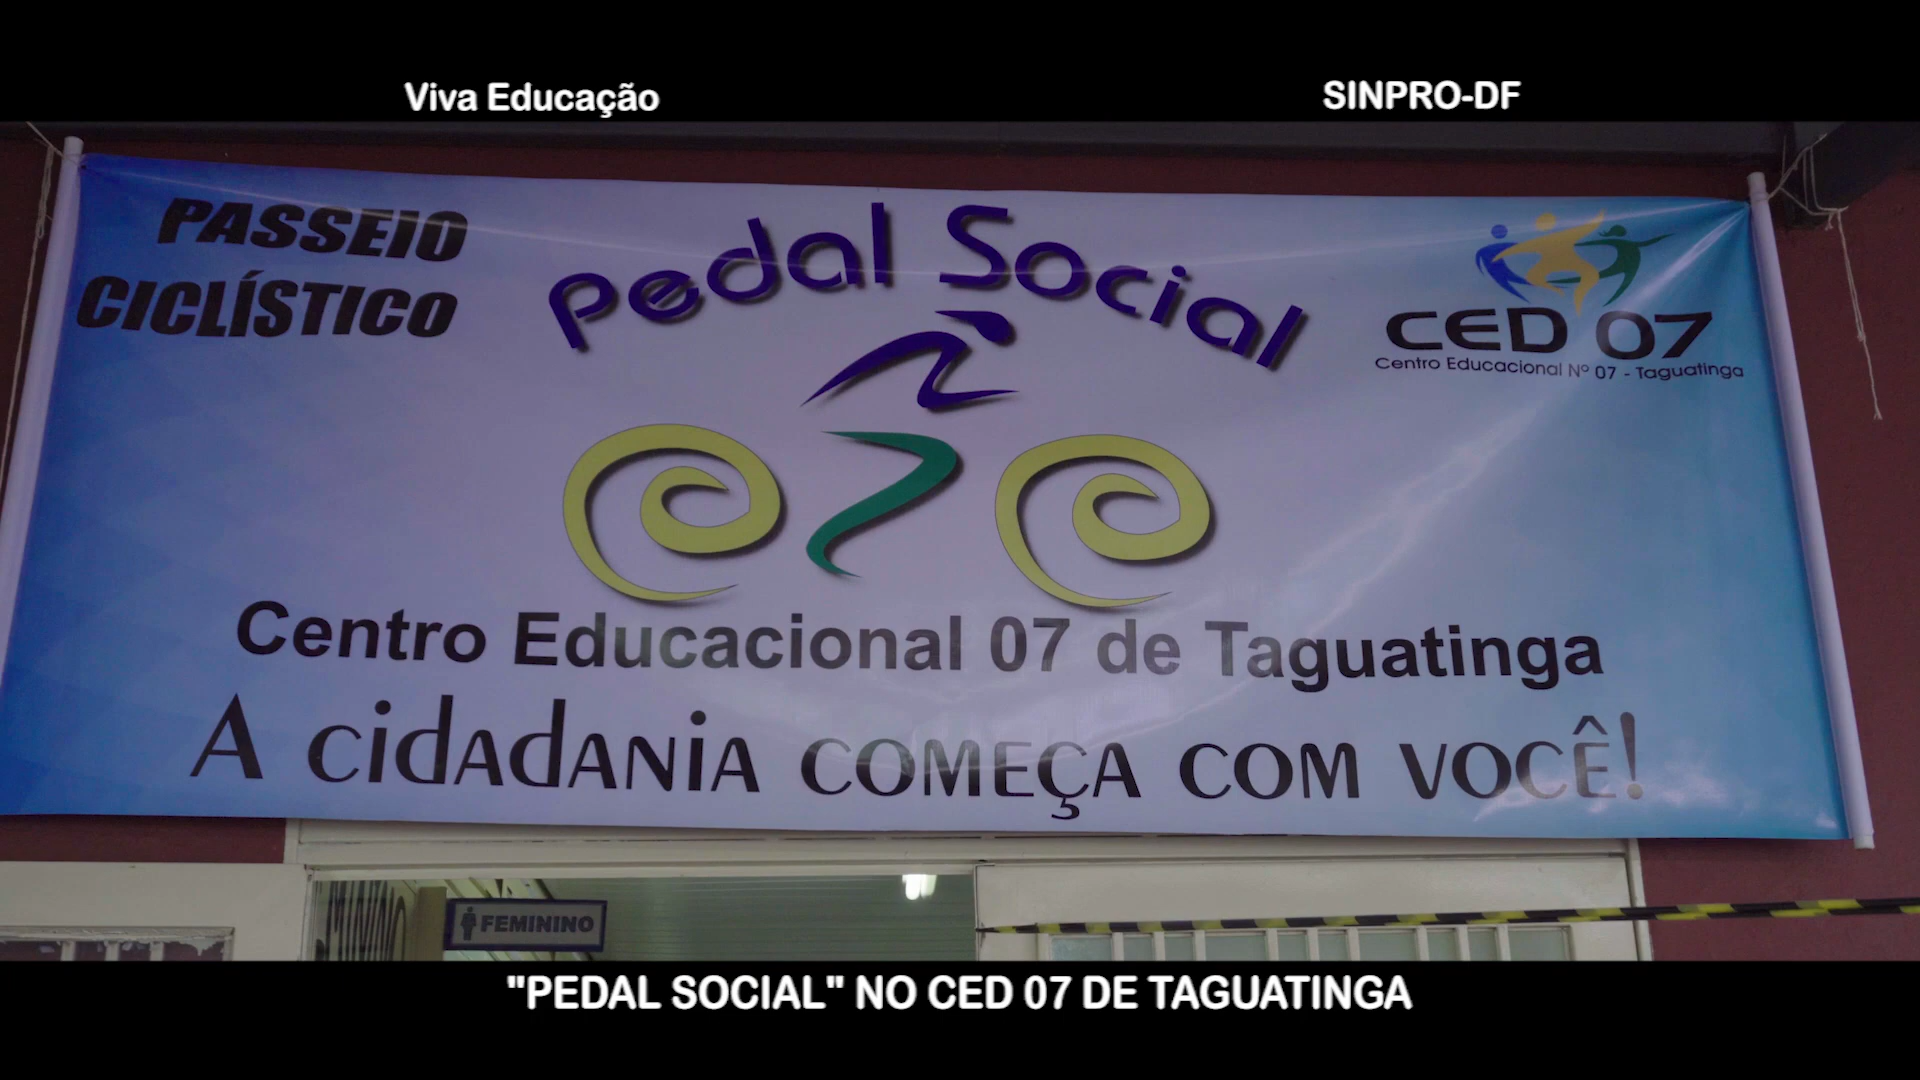 Viva Educação
SINPRO-DF
PASSEIO
CICLÍSTICO
Pedal Social
CED 07
Centro Educacional Nº 07 - Taguatinga
Centro Educacional 07 de Taguatinga
A cidAdANiA COMEÇA COM VOCÊ!
FEMININO
"PEDAL SOCIAL" NO CED 07 DE TAGUATINGA